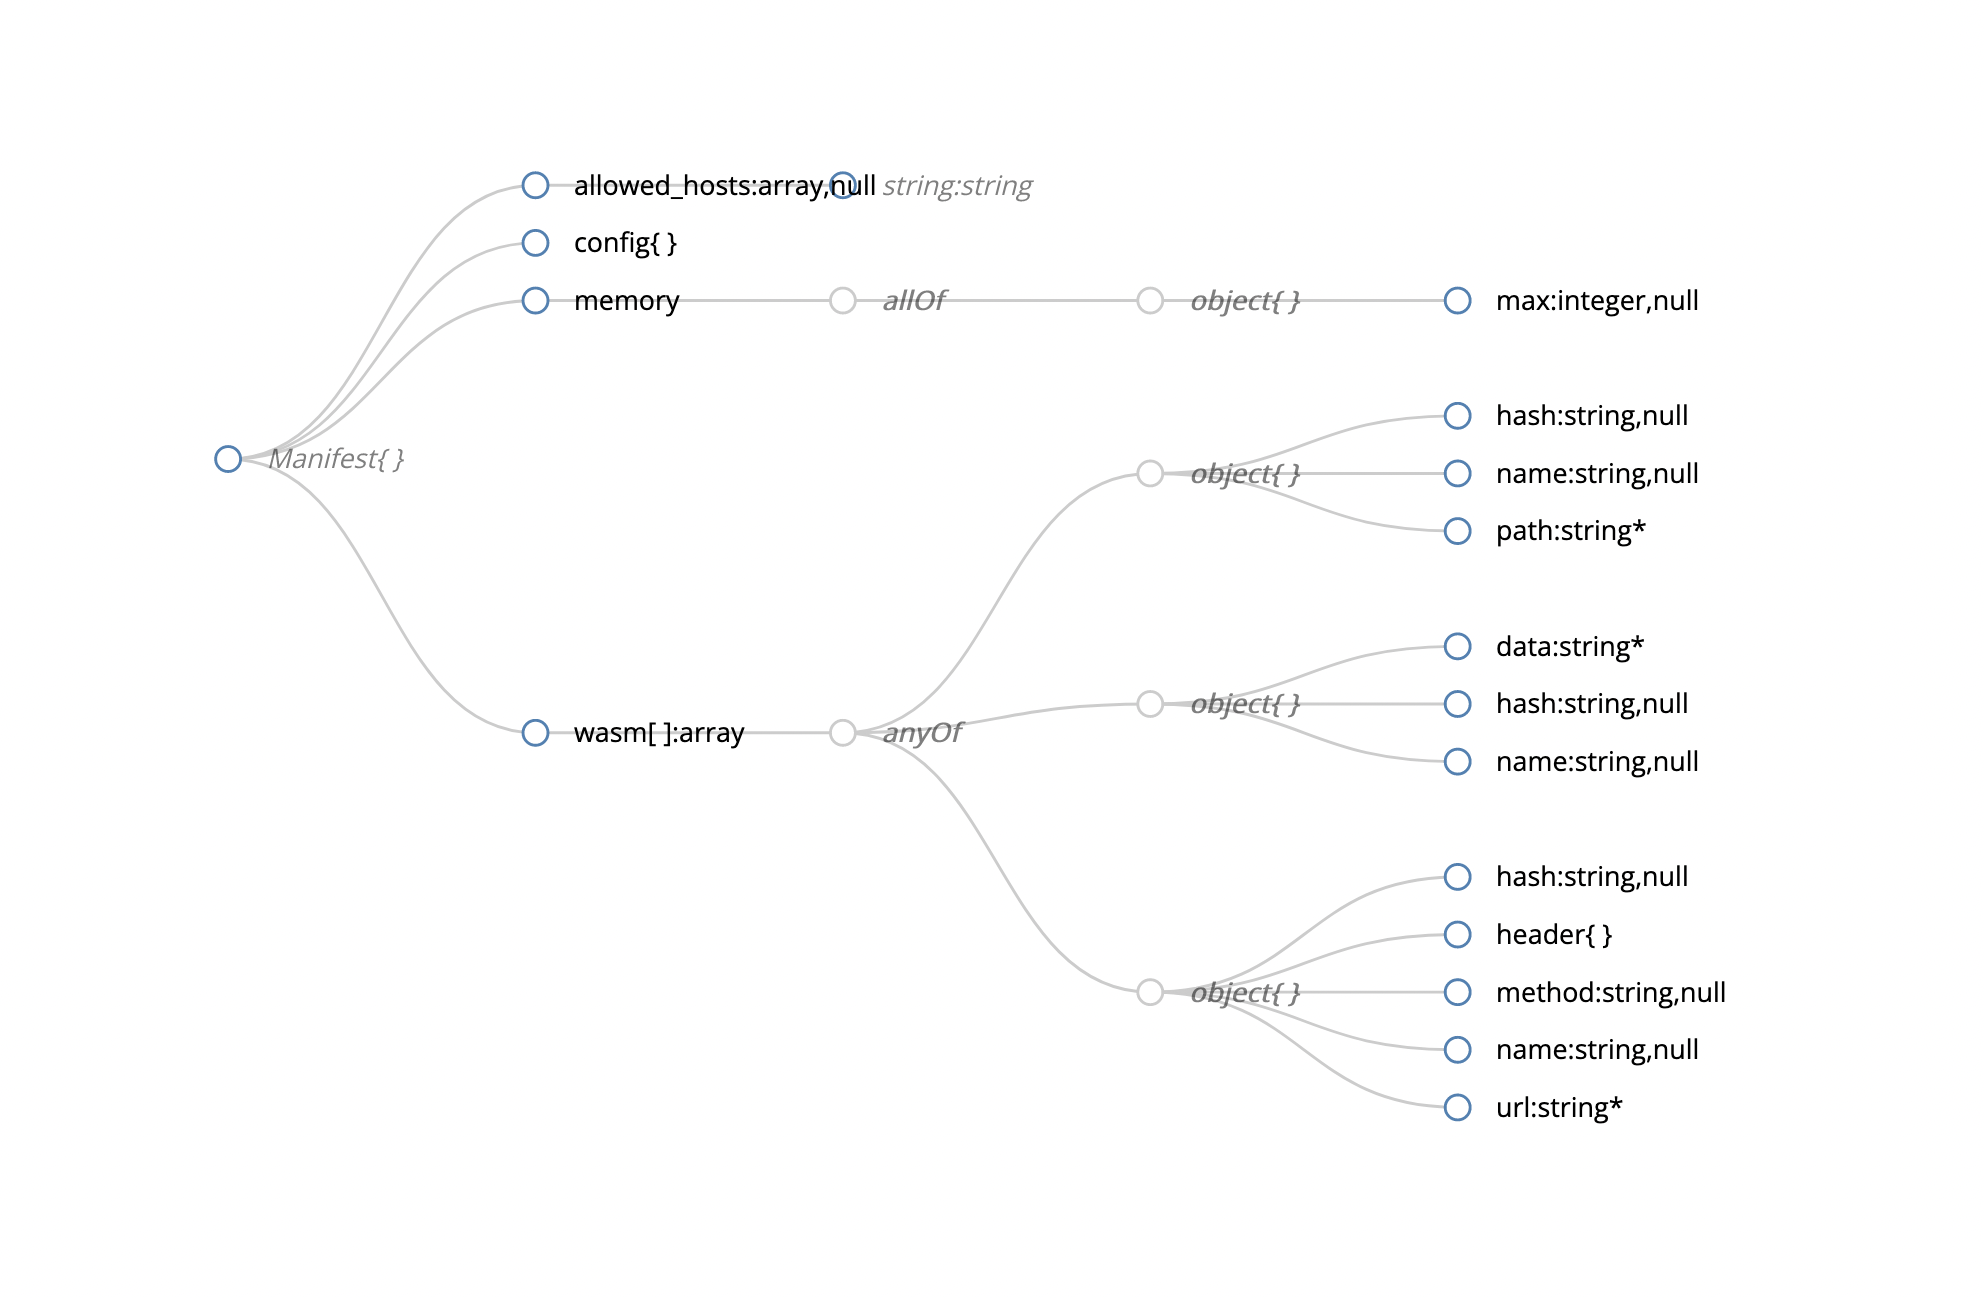 allowed_hosts:array,null string:string
config{ }
memory allOf object{ } max:integer,null
hash:string,null
Manifest{ }
object{ } name:string,null
path:string*
data:string*
object{ } hash:string,null
wasm[ ]:array anyOf
name:string,null
hash:string,null
header{ }
object{ } method:string,null
name:string,null
url:string*